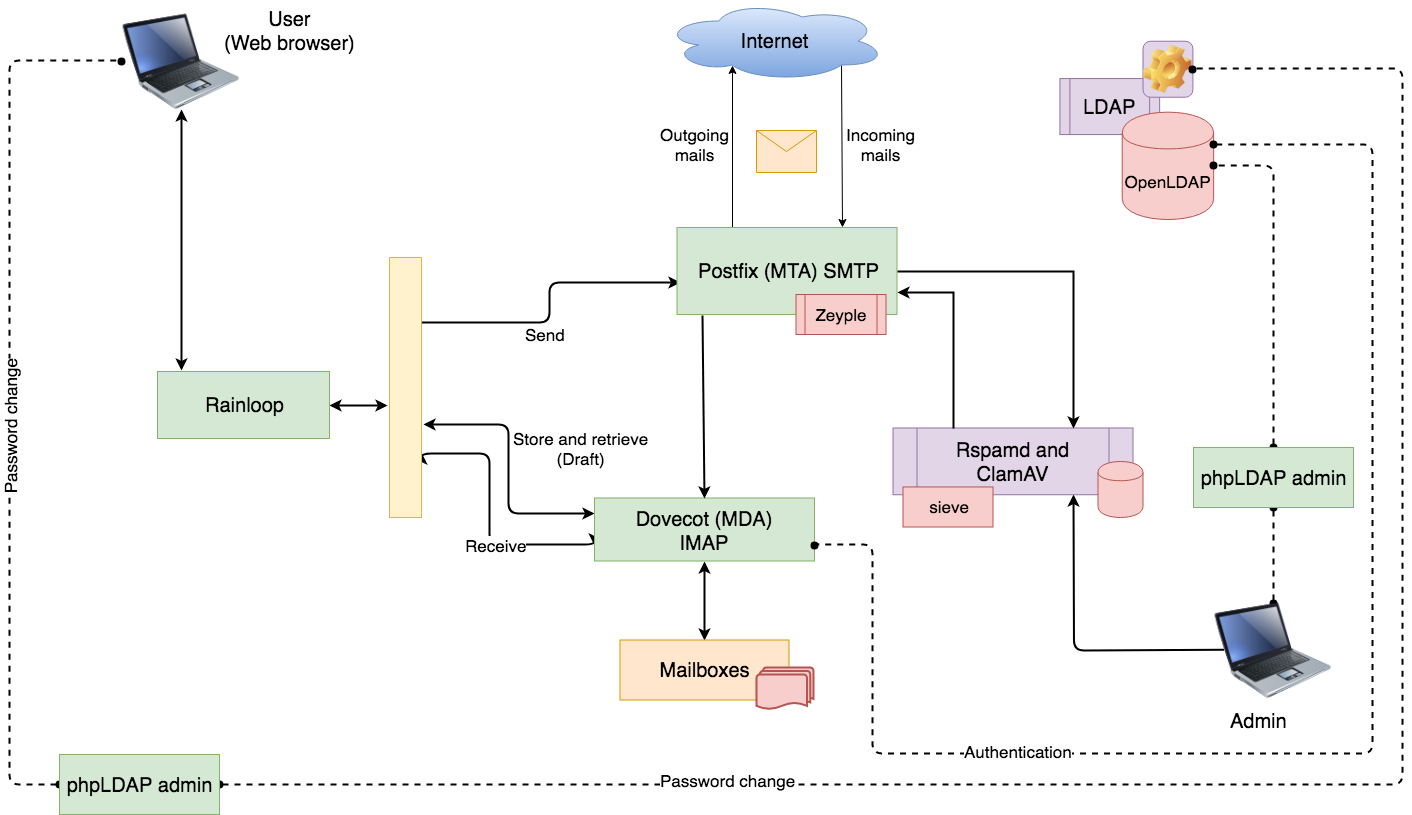 User
(Web browser)
Internet
LDAP
OpenLDAP
Outgoing
mails
Incoming
mails
Postfix (MTA) SMTP
Zeyple
Send
Password change
Rainloop
Store and retrieve
(Draft)
Rspamd and
ClamAV
sieve
phpLDAP admin
Dovecot (MDA)
IMAP
Receive
Mailboxes
Admin
Authentication
phpLDAP admin
Password change